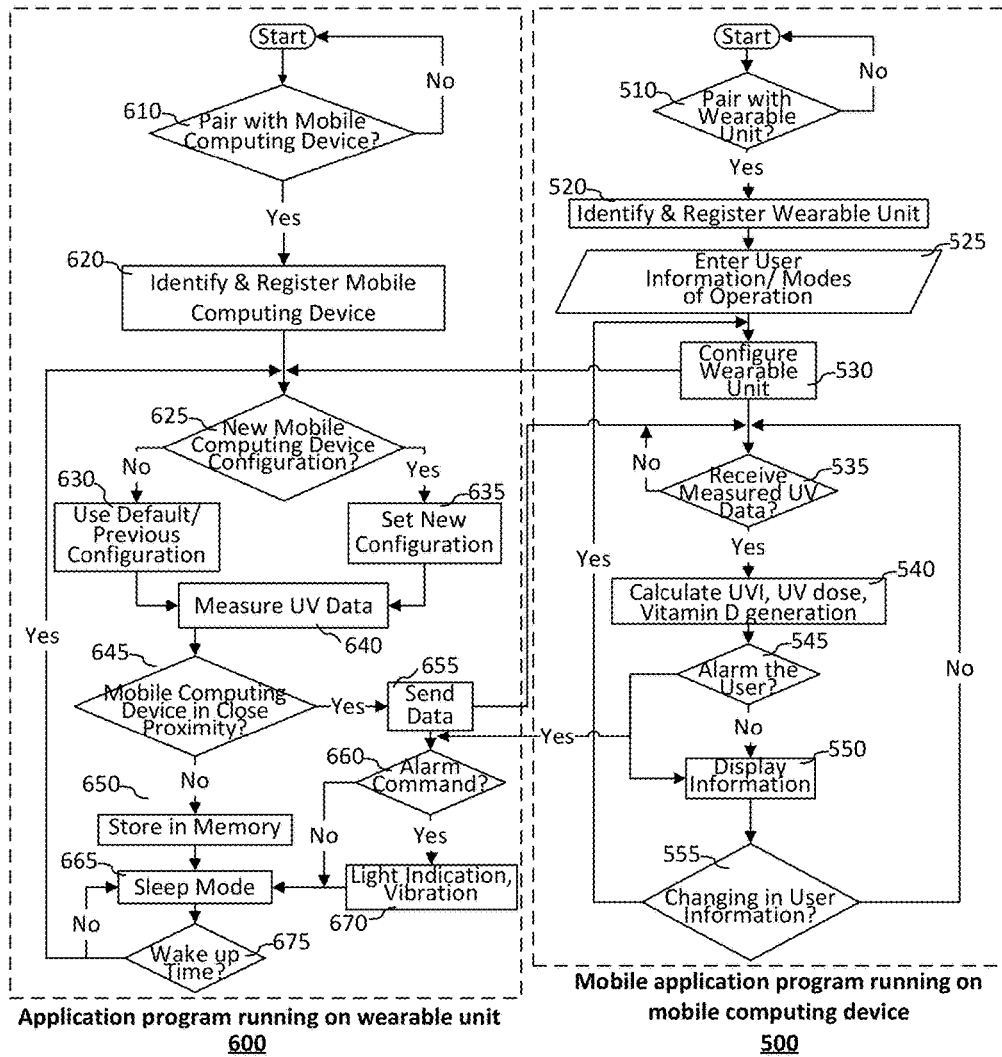 Start
No
610
Pair with Mobile
Computing Device?
Yes
620
Identify & Register Mobile
Computing Device
625
New Mobile
Computing Device
Configuration?
No
Yes
630
Use Default/
Previous
Configuration
635
Set New
Configuration
Measure UV Data
640
Yes
645
Mobile Computing
Device in Close
Proximity?
Yes
655
Send
Data
No
660
Alarm
Command?
650
Store in Memory
No
Yes
665
Sleep Mode
Light Indication,
Vibration
670
No
675
Wake up
Time?
Application program running on wearable unit
600
Start
No
510
Pair with
Wearable
Unit?
Yes
520
Identify & Register Wearable Unit
525
Enter User
Information/ Modes
of Operation
Configure
Wearable
Unit
530
No
535
Receive
Measured UV
Data?
Yes
Yes
540
Calculate UVI, UV dose,
Vitamin D generation
545
Alarm the
User?
No
Yes
No
550
Display
Information
555
Changing in User
Information?
Mobile application program running on
mobile computing device
500